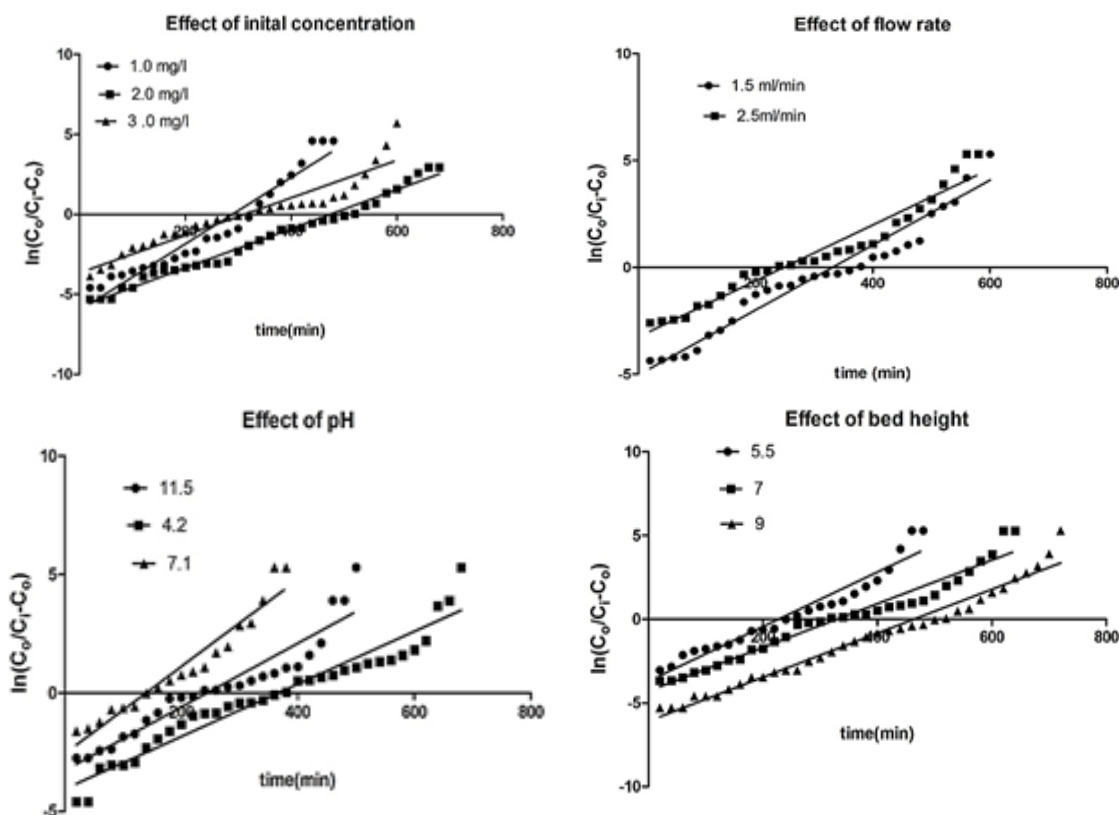 Effect of inital concentration
10
5
0
-5
-10
ln(Cₒ/Cᵢ-Cₒ)
1.0 mg/l
2.0 mg/l
3 .0 mg/l
200
400
600
800
time(min)
Effect of flow rate
10
5
0
-5
ln(Cₒ/Cᵢ-Cₒ)
1.5 ml/min
2.5ml/min
200
400
600
800
time (min)
Effect of pH
10
5
0
-5
ln(Cₒ/Cᵢ-Cₒ)
11.5
4.2
7.1
200
400
600
800
time(min)
Effect of bed height
10
5
0
-5
-10
ln(Cₒ/Cᵢ-Cₒ)
5.5
7
9
200
400
600
800
time(min)